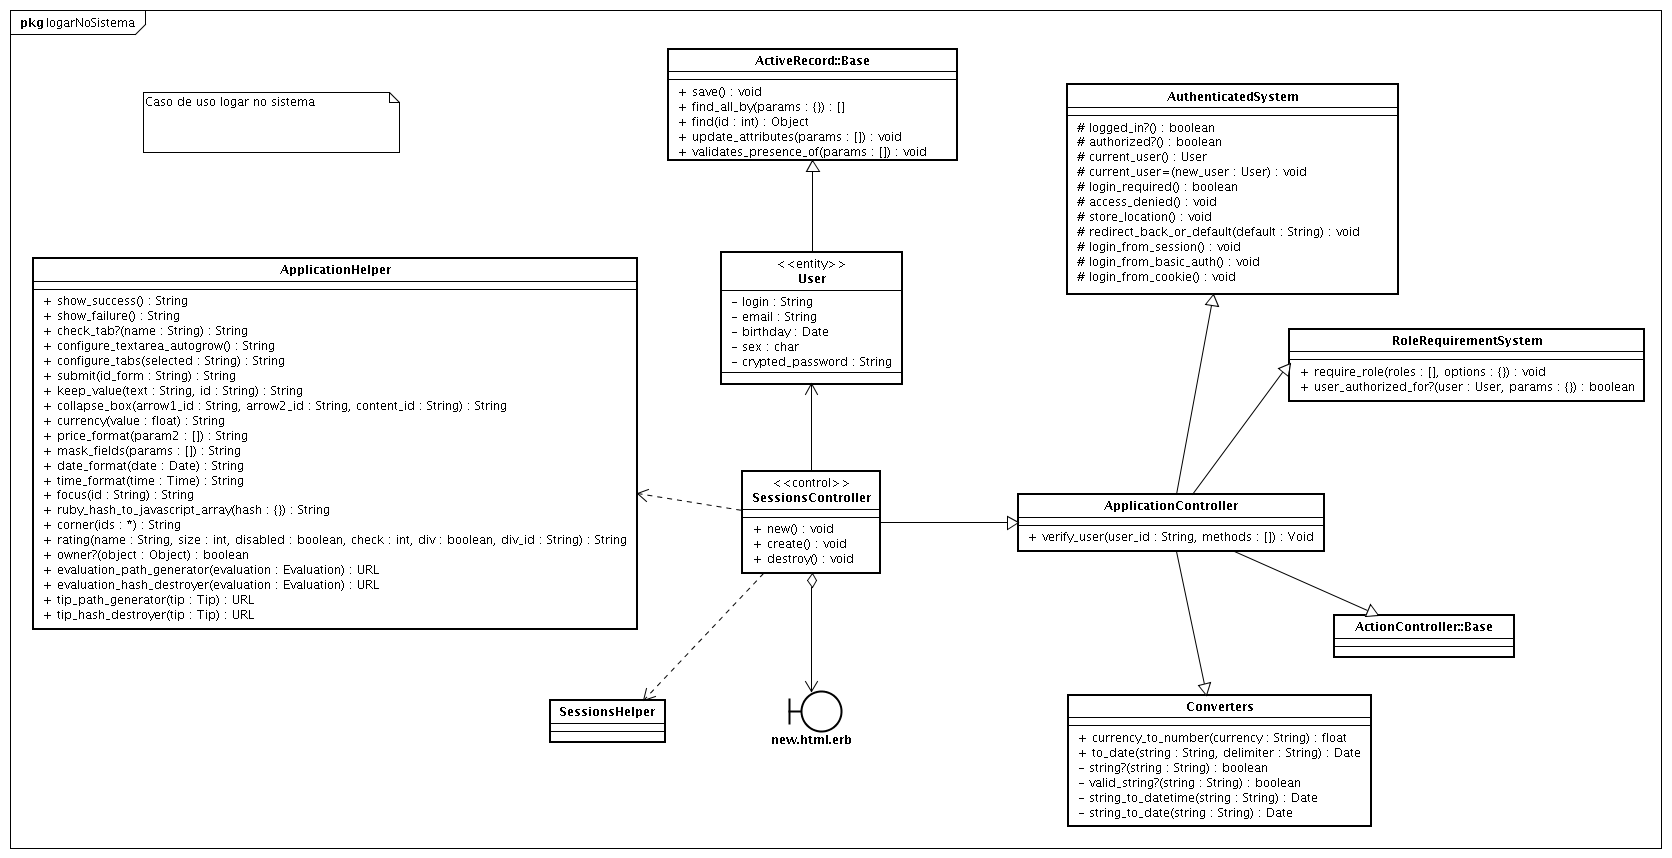 pkg logarNoSistema
Caso de uso logar no sistema
ActiveRecord::Base
+ save() : void
+ find_all_by(params : {}) : []
+ find(id : int) : Object
+ update_attributes(params : []) : void
+ validates_presence_of(params : []) : void
AuthenticatedSystem
# logged_in?() : boolean
# authorized?() : boolean
# current_user() : User
# current_user=(new_user : User) : void
# login_required() : boolean
# access_denied() : void
# store_location() : void
# redirect_back_or_default(default : String) : void
# login_from_session() : void
# login_from_basic_auth() : void
# login_from_cookie() : void
<<entity>>
User
- login : String
- email : String
- birthday : Date
- sex : char
- crypted_password : String
ApplicationHelper
+ show_success() : String
+ show_failure() : String
+ check_tab?(name : String) : String
+ configure_textarea_autogrow() : String
+ configure_tabs(selected : String) : String
+ submit(id_form : String) : String
+ keep_value(text : String, id : String) : String
+ collapse_box(arrow1_id : String, arrow2_id : String, content_id : String) : String
+ currency(value : float) : String
+ price_format(param2 : []) : String
+ mask_fields(params : []) : String
+ date_format(date : Date) : String
+ time_format(time : Time) : String
+ focus(id : String) : String
+ ruby_hash_to_javascript_array(hash : {}) : String
+ corner(ids : *) : String
+ rating(name : String, size : int, disabled : boolean, check : int, div : boolean, div_id : String) : String
+ owner?(object : Object) : boolean
+ evaluation_path_generator(evaluation : Evaluation) : URL
+ evaluation_hash_destroyer(evaluation : Evaluation) : URL
+ tip_path_generator(tip : Tip) : URL
+ tip_hash_destroyer(tip : Tip) : URL
RoleRequirementSystem
+ require_role(roles : [], options : {}) : void
+ user_authorized_for?(user : User, params : {}) : boolean
<<control>>
SessionsController
+ new() : void
+ create() : void
+ destroy() : void
ApplicationController
+ verify_user(user_id : String, methods : []) : Void
ActionController::Base
SessionsHelper
new.html.erb
Converters
+ currency_to_number(currency : String) : float
+ to_date(string : String, delimiter : String) : Date
- string?(string : String) : boolean
- valid_string?(string : String) : boolean
- string_to_datetime(string : String) : Date
- string_to_date(string : String) : Date